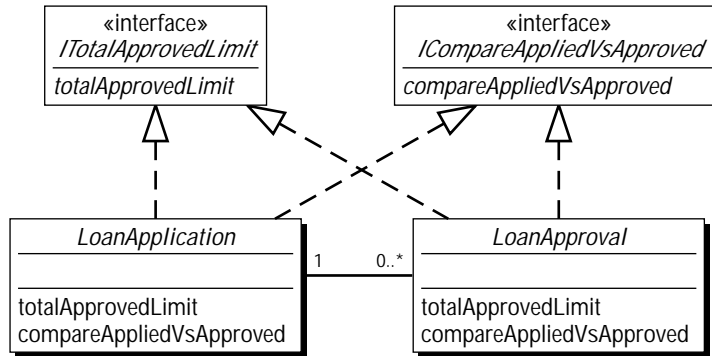 «interface»
ITotalApprovedLimit
totalApprovedLimit
«interface»
ICompareAppliedVsApproved
compareAppliedVsApproved
LoanApplication
totalApprovedLimit
compareAppliedVsApproved
1
0..*
LoanApproval
totalApprovedLimit
compareAppliedVsApproved